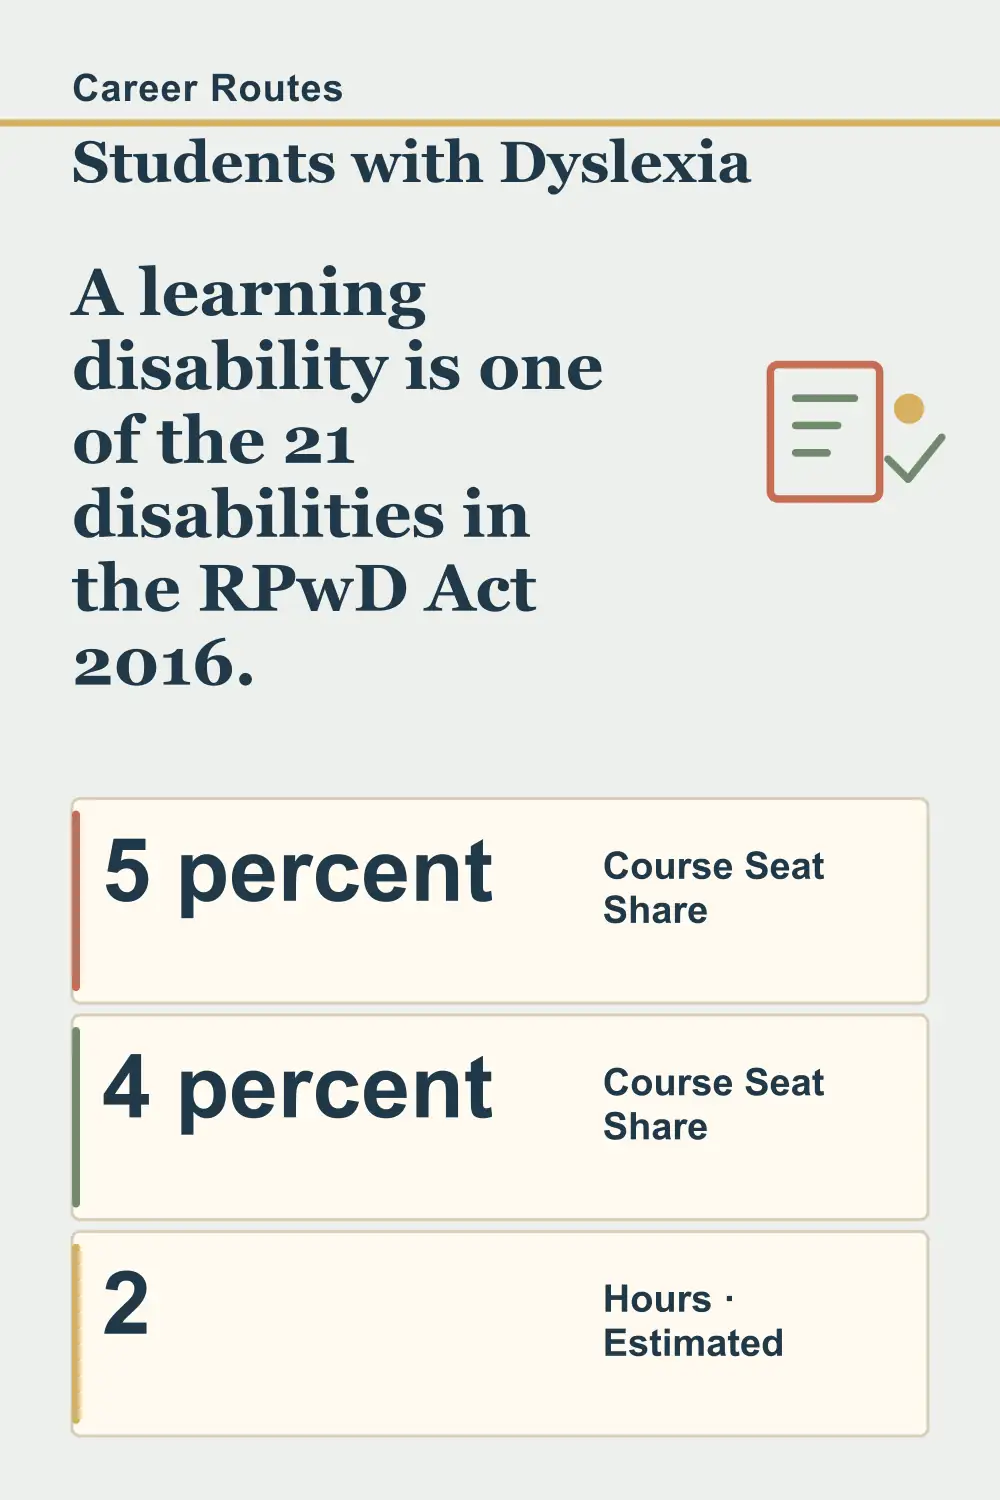 Career Routes
Students with Dyslexia
A learning
disability is one
of the 21
disabilities in
the RPwD Act
2016.
5 percent
Course Seat
Share
4 percent
Course Seat
Share
2
Hours ·
Estimated